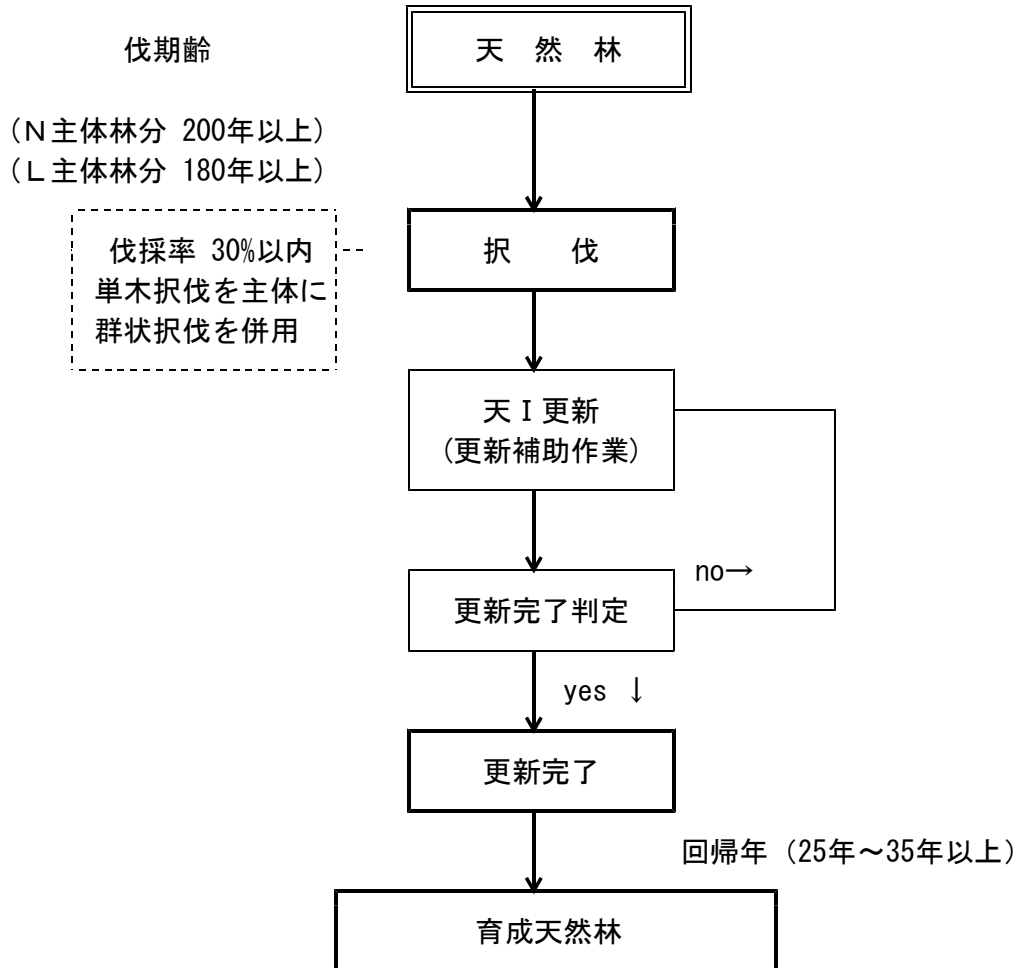 伐期齢
天 然 林
(N主体林分 200年以上)
(L主体林分 180年以上)
伐採率 30%以内
単木択伐を主体に
群状択伐を併用
択 伐
天Ⅰ更新
(更新補助作業)
no→
更新完了判定
yes ↓
更新完了
回帰年(25年～35年以上)
育成天然林